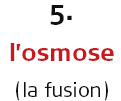 5.
l'osmose
(la fusion)